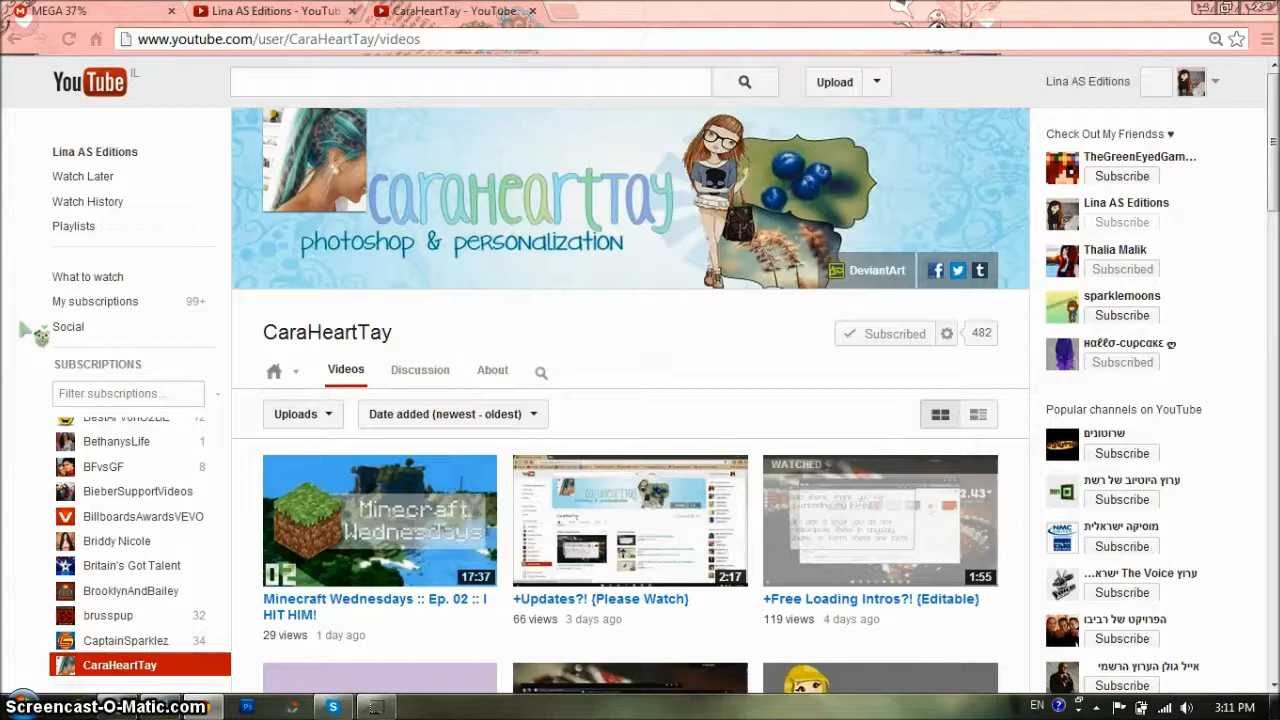 MEGA 37%
Lina AS Editions - YouTub
CaraHeartTay - YouTube
www.youtube.com/user/CaraHeartTay/videos
YouTube IL
Upload
Lina AS Editions
Lina AS Editions
Watch Later
Watch History
Playlists
What to watch
My subscriptions 99+
Social
SUBSCRIPTIONS
Filter subscriptions...
BethanysLife 1
BFvsGF 8
BieberSupportVideos
BillboardsAwardsVEVO
Briddy Nicole
Britain's Got Talent
BrooklynAndBailey
brusspup 32
CaptainSparklez 34
CaraHeartTay
caraHearttay
photoshop & personalization
DeviantArt
CaraHeartTay
Subscribed 482
Videos Discussion About
Uploads Date added (newest - oldest)
Minecraft
Wednesdays
02
17:37
2:17
WATCHED
1:55
Minecraft Wednesdays :: Ep. 02 :: I
HIT HIM!
29 views 1 day ago
+Updates?! {Please Watch)
66 views 3 days ago
+Free Loading Intros?! {Editable)
119 views 4 days ago
Check Out My Friendss ♥
TheGreenEyedGam...
Subscribe
Lina AS Editions
Subscribe
Thalia Malik
Subscribed
sparklemoons
Subscribe
Subscribed
Popular channels on YouTube
שרוטונים
Subscribe
ערוץ היוטיוב של רשת
Subscribe
NMC
מוסיקה ישראלית
Subscribe
ערוץ The Voice ישרא...
Subscribe
הפרויקט של רביבו
Subscribe
אייל גולן הערוץ הרשמי
Subscribe
Screencast-O-Matic.com
EN
3:11 PM